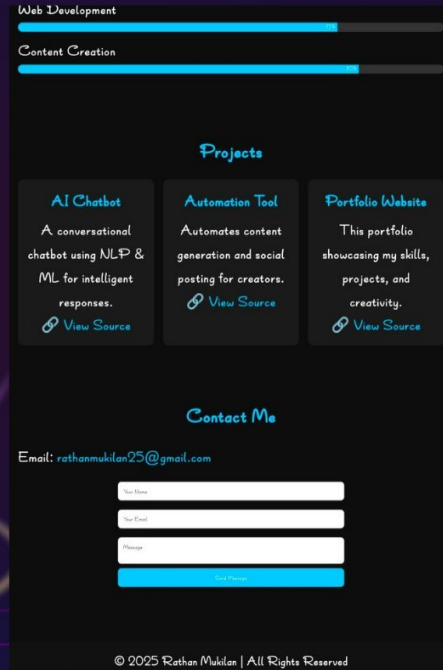 Web Development
75%
Content Creation
80%
Projects
AI Chatbot
A conversational
chatbot using NLP &
ML for intelligent
responses.
🔗 View Source
Automation Tool
Automates content
generation and social
posting for creators.
🔗 View Source
Portfolio Website
This portfolio
showcasing my skills,
projects, and
creativity.
🔗 View Source
Contact Me
Email: rathanmukilan25@gmail.com
Your Name
Your Email
Message
Send Message
© 2025 Rathan Mukilan | All Rights Reserved